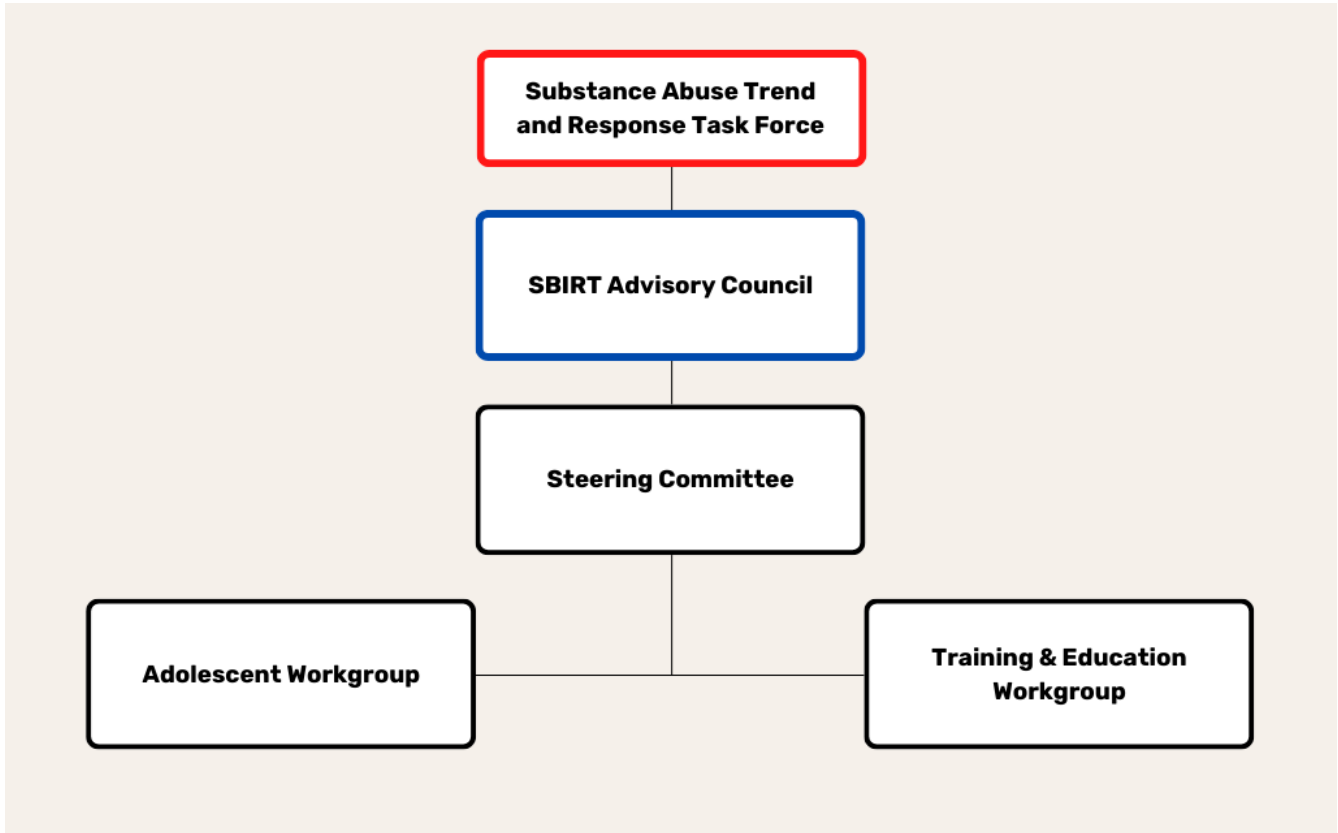 Substance Abuse Trend
and Response Task Force
SBIRT Advisory Council
Steering Committee
Adolescent Workgroup
Training & Education
Workgroup